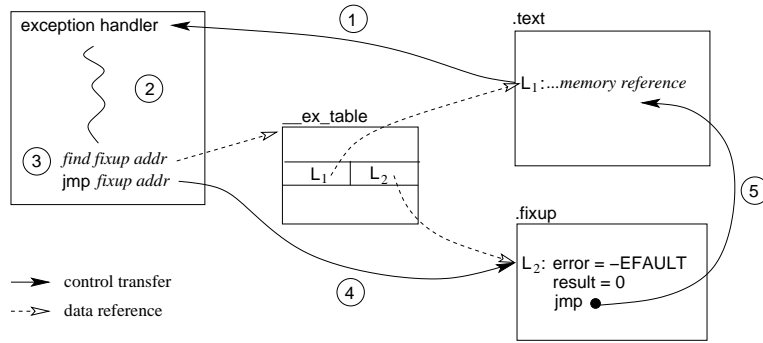 1
.text
exception handler
2
L1:...memory reference
__ex_table
3
find fixup addr
jmp fixup addr
L1 L2
5
.fixup
L2: error = −EFAULT
result = 0
jmp
control transfer
4
data reference